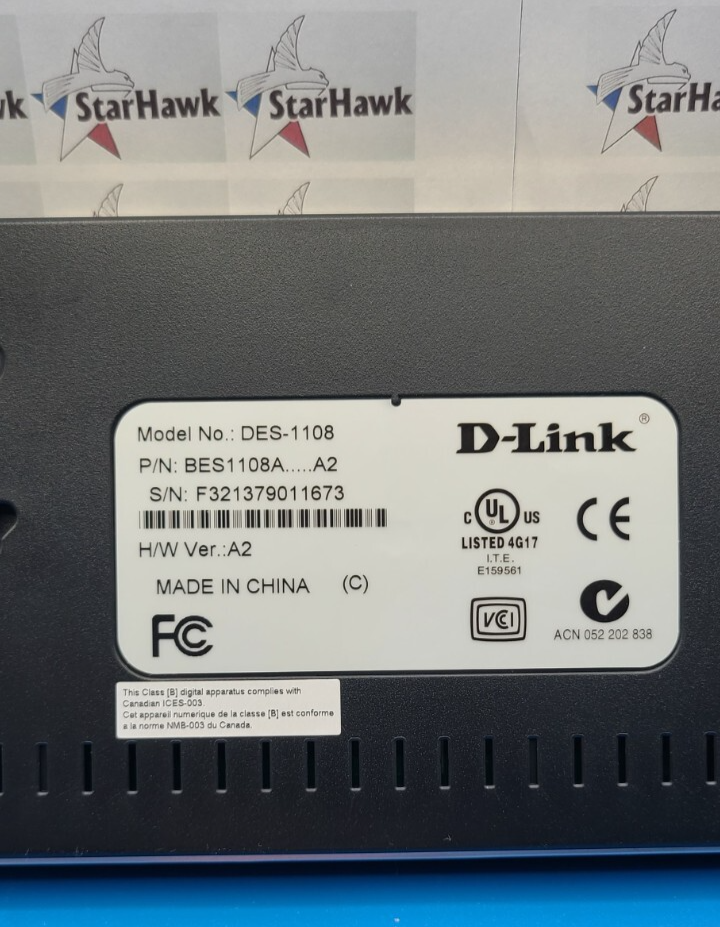 StarHawk
StarHawk
Model No.: DES-1108
P/N: BES1108A.....A2
S/N: F321379011673
H/W Ver.:A2
MADE IN CHINA (C)
FC
D-Link ®
C UL ® US
LISTED 4G17
I.T.E.
E159561
CE
VCI
ACN 052 202 838
This Class [B] digital apparatus complies with
Canadian ICES-003.
Cet appareil numerique de la classe [B] est conforme
a la norme NMB-003 du Canada.